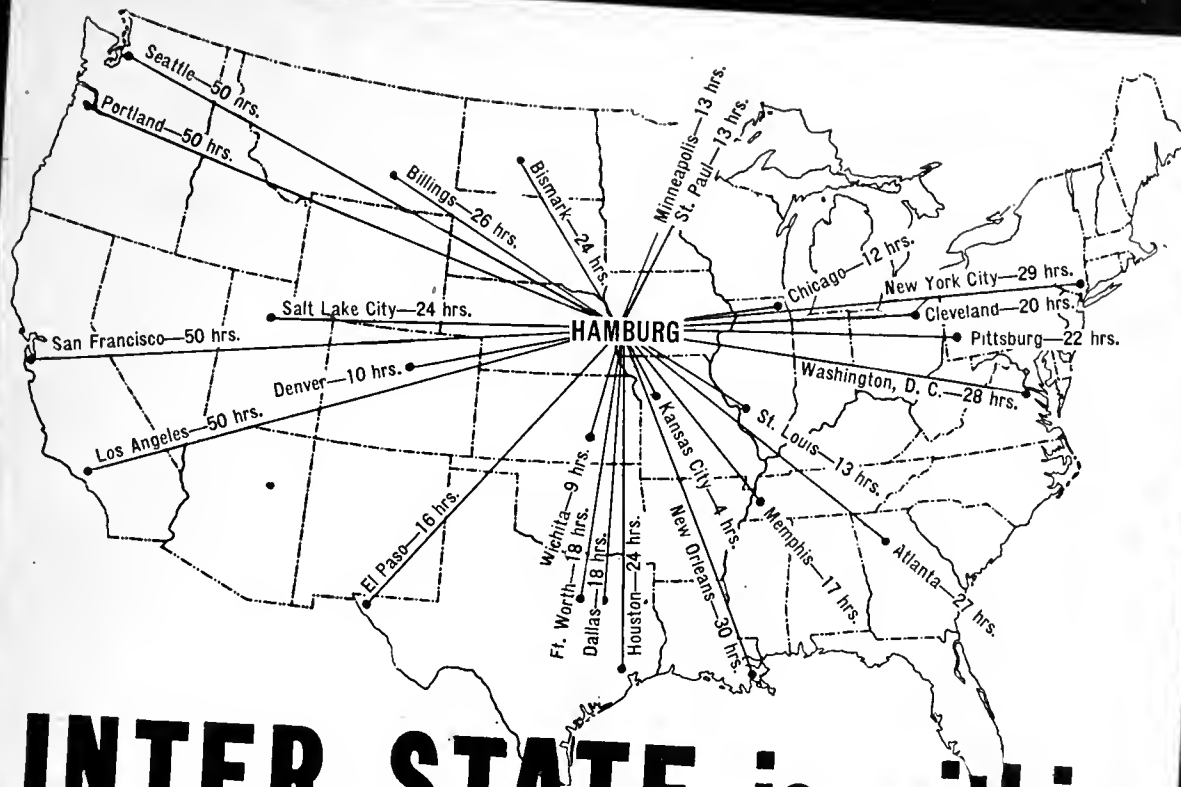 Seattle—50 hrs.
Portland—50 hrs.
Billings—26 hrs.
Bismark—24 hrs.
Minneapolis—13 hrs.
St. Paul—13 hrs.
Chicago—12 hrs.
New York City—29 hrs.
Cleveland—20 hrs.
Pittsburg—22 hrs.
Washington, D. C.—28 hrs.
Salt Lake City—24 hrs.
HAMBURG
San Francisco—50 hrs.
Denver—10 hrs.
Los Angeles—50 hrs.
El Paso—16 hrs.
Wichita—9 hrs.
Ft. Worth—18 hrs.
Dallas—18 hrs.
Houston—24 hrs.
Kansas City—4 hrs.
New Orleans—30 hrs.
St. Louis—13 hrs.
Memphis—17 hrs.
Atlanta—27 hrs.
INTER STATE is